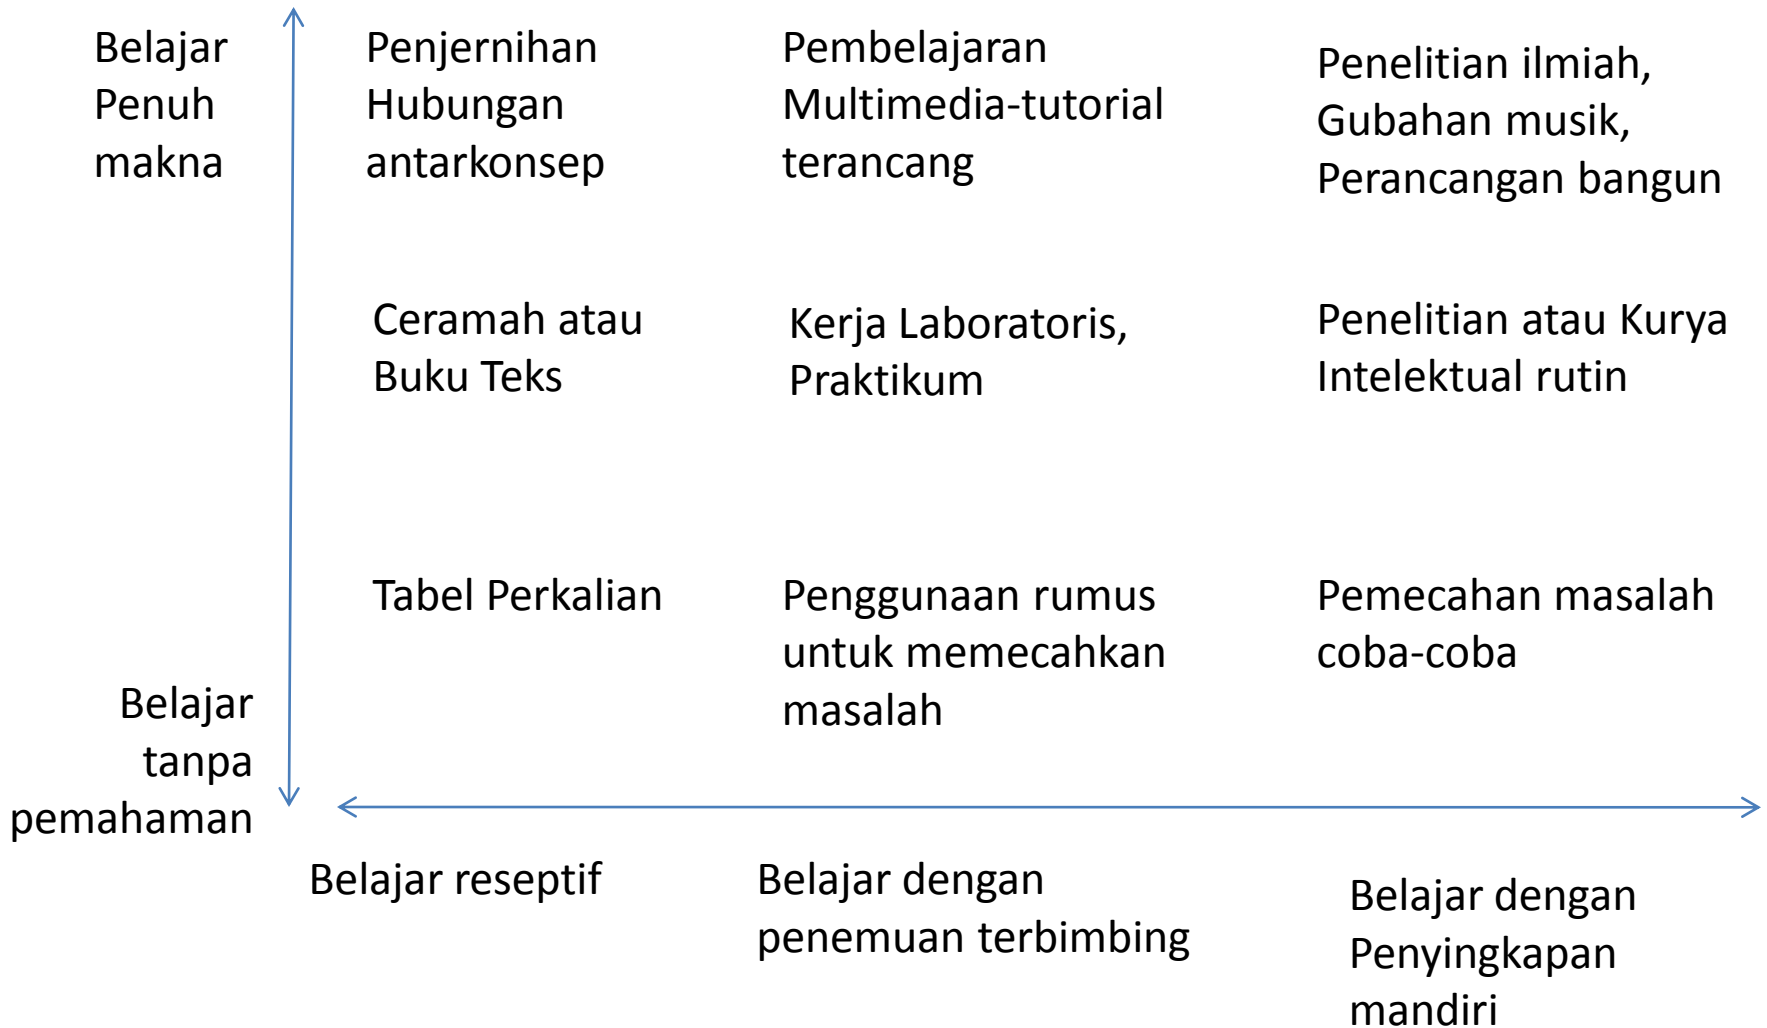 Belajar
Penuh
makna
Penjernihan
Hubungan
antarkonsep
Pembelajaran
Multimedia-tutorial
terancang
Penelitian ilmiah,
Gubahan musik,
Perancangan bangun
Ceramah atau
Buku Teks
Kerja Laboratoris,
Praktikum
Penelitian atau Kurya
Intelektual rutin
Tabel Perkalian
Penggunaan rumus
untuk memecahkan
masalah
Pemecahan masalah
coba-coba
Belajar
tanpa
pemahaman
Belajar reseptif
Belajar dengan
penemuan terbimbing
Belajar dengan
Penyingkapan
mandiri